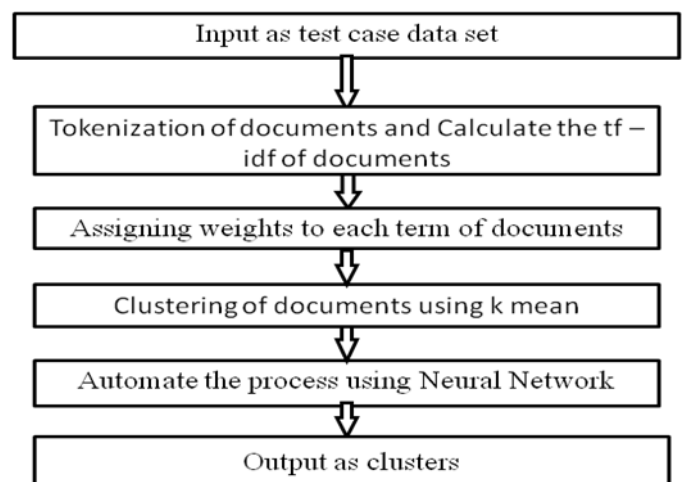 Input as test case data set
Tokenization of documents and Calculate the tf –
idf of documents
Assigning weights to each term of documents
Clustering of documents using k mean
Automate the process using Neural Network
Output as clusters